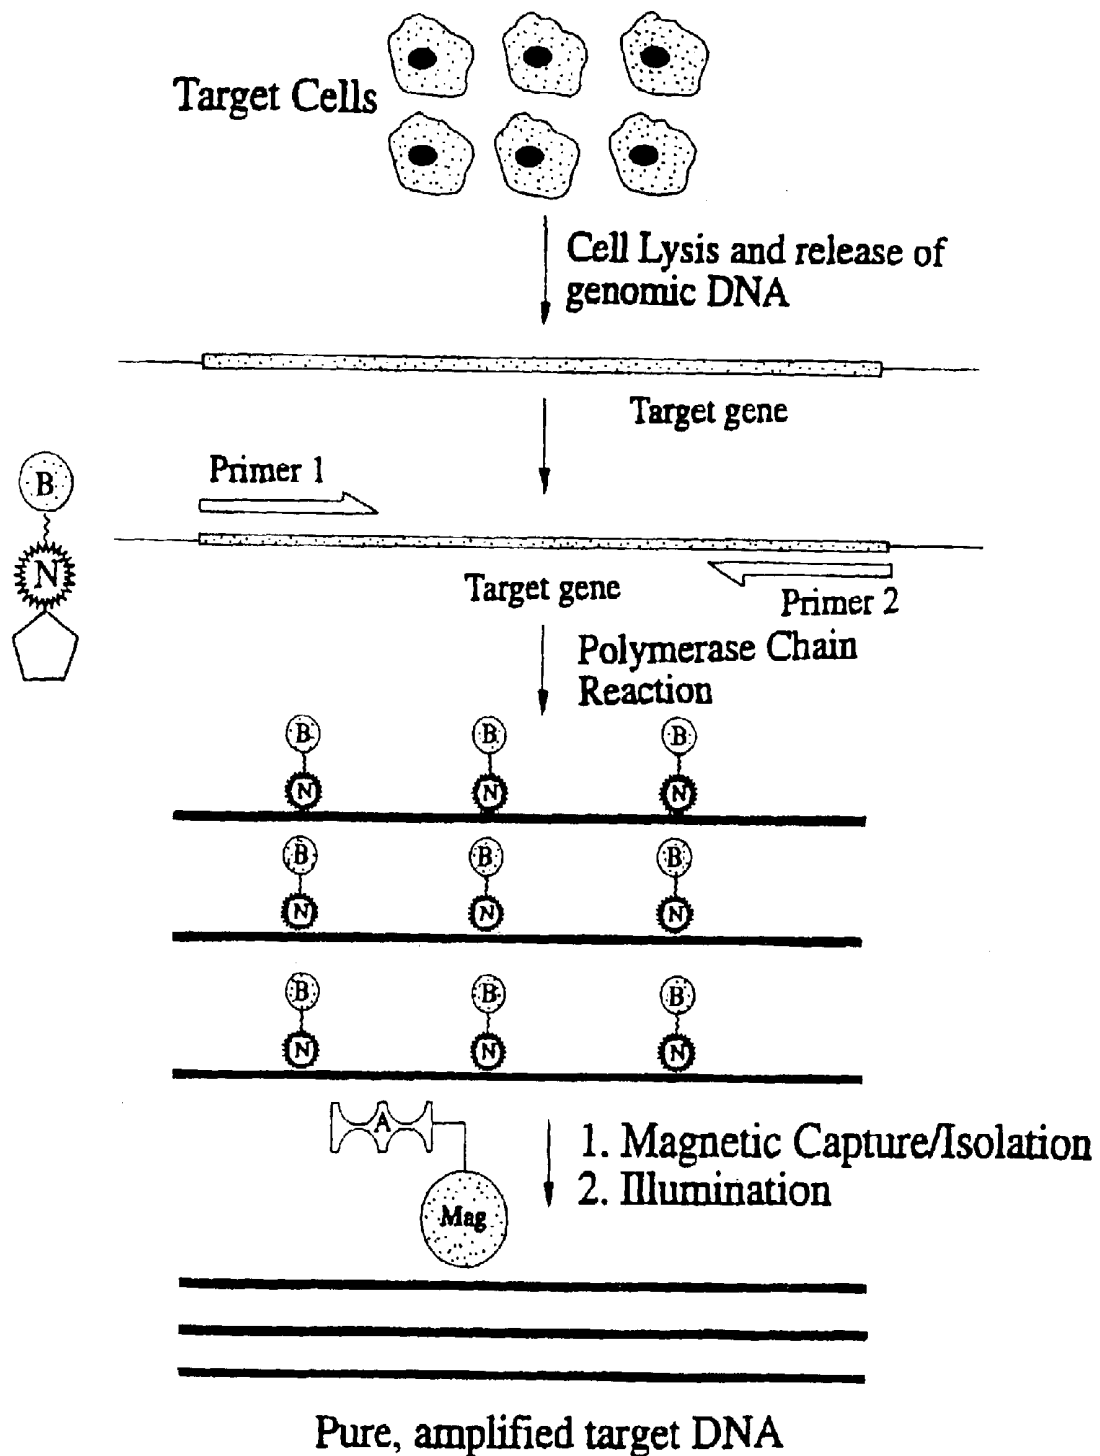 Target Cells
Cell Lysis and release of
genomic DNA
Target gene
B
N
Primer 1
Target gene
Primer 2
Polymerase Chain
Reaction
B B B
N N N
B B B
N N N
B B B
N N N
A
Mag
1. Magnetic Capture/Isolation
2. Illumination
Pure, amplified target DNA